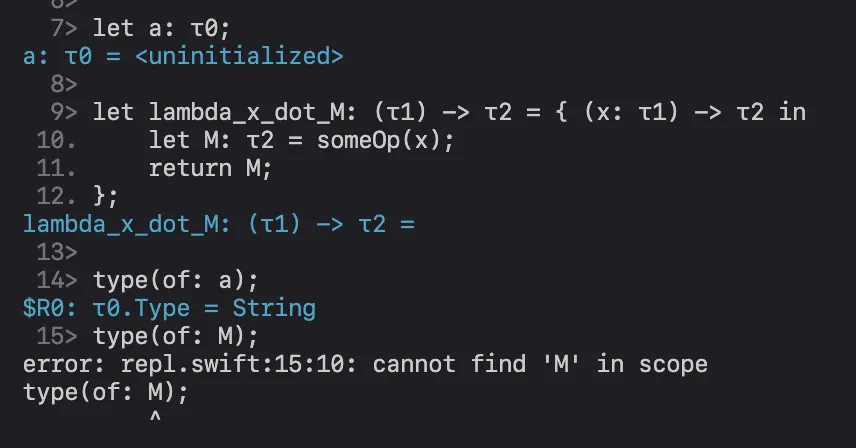 7> let a: τ0;
a: τ0 = <uninitialized>
8>
9> let lambda_x_dot_M: (τ1) -> τ2 = { (x: τ1) -> τ2 in
10.     let M: τ2 = someOp(x);
11.     return M;
12. };
lambda_x_dot_M: (τ1) -> τ2 =
13>
14> type(of: a);
$R0: τ0.Type = String
15> type(of: M);
error: repl.swift:15:10: cannot find 'M' in scope
type(of: M);
         ^